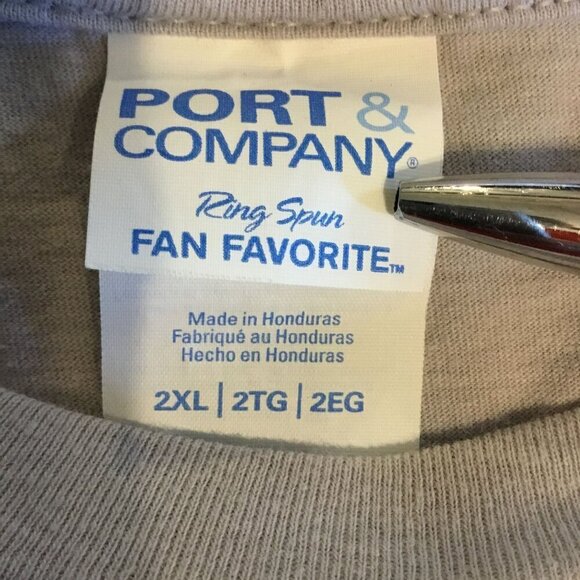 PORT &
COMPANY®
Ring Spun
FAN FAVORITE™
Made in Honduras
Fabriqué au Honduras
Hecho en Honduras
2XL | 2TG | 2EG